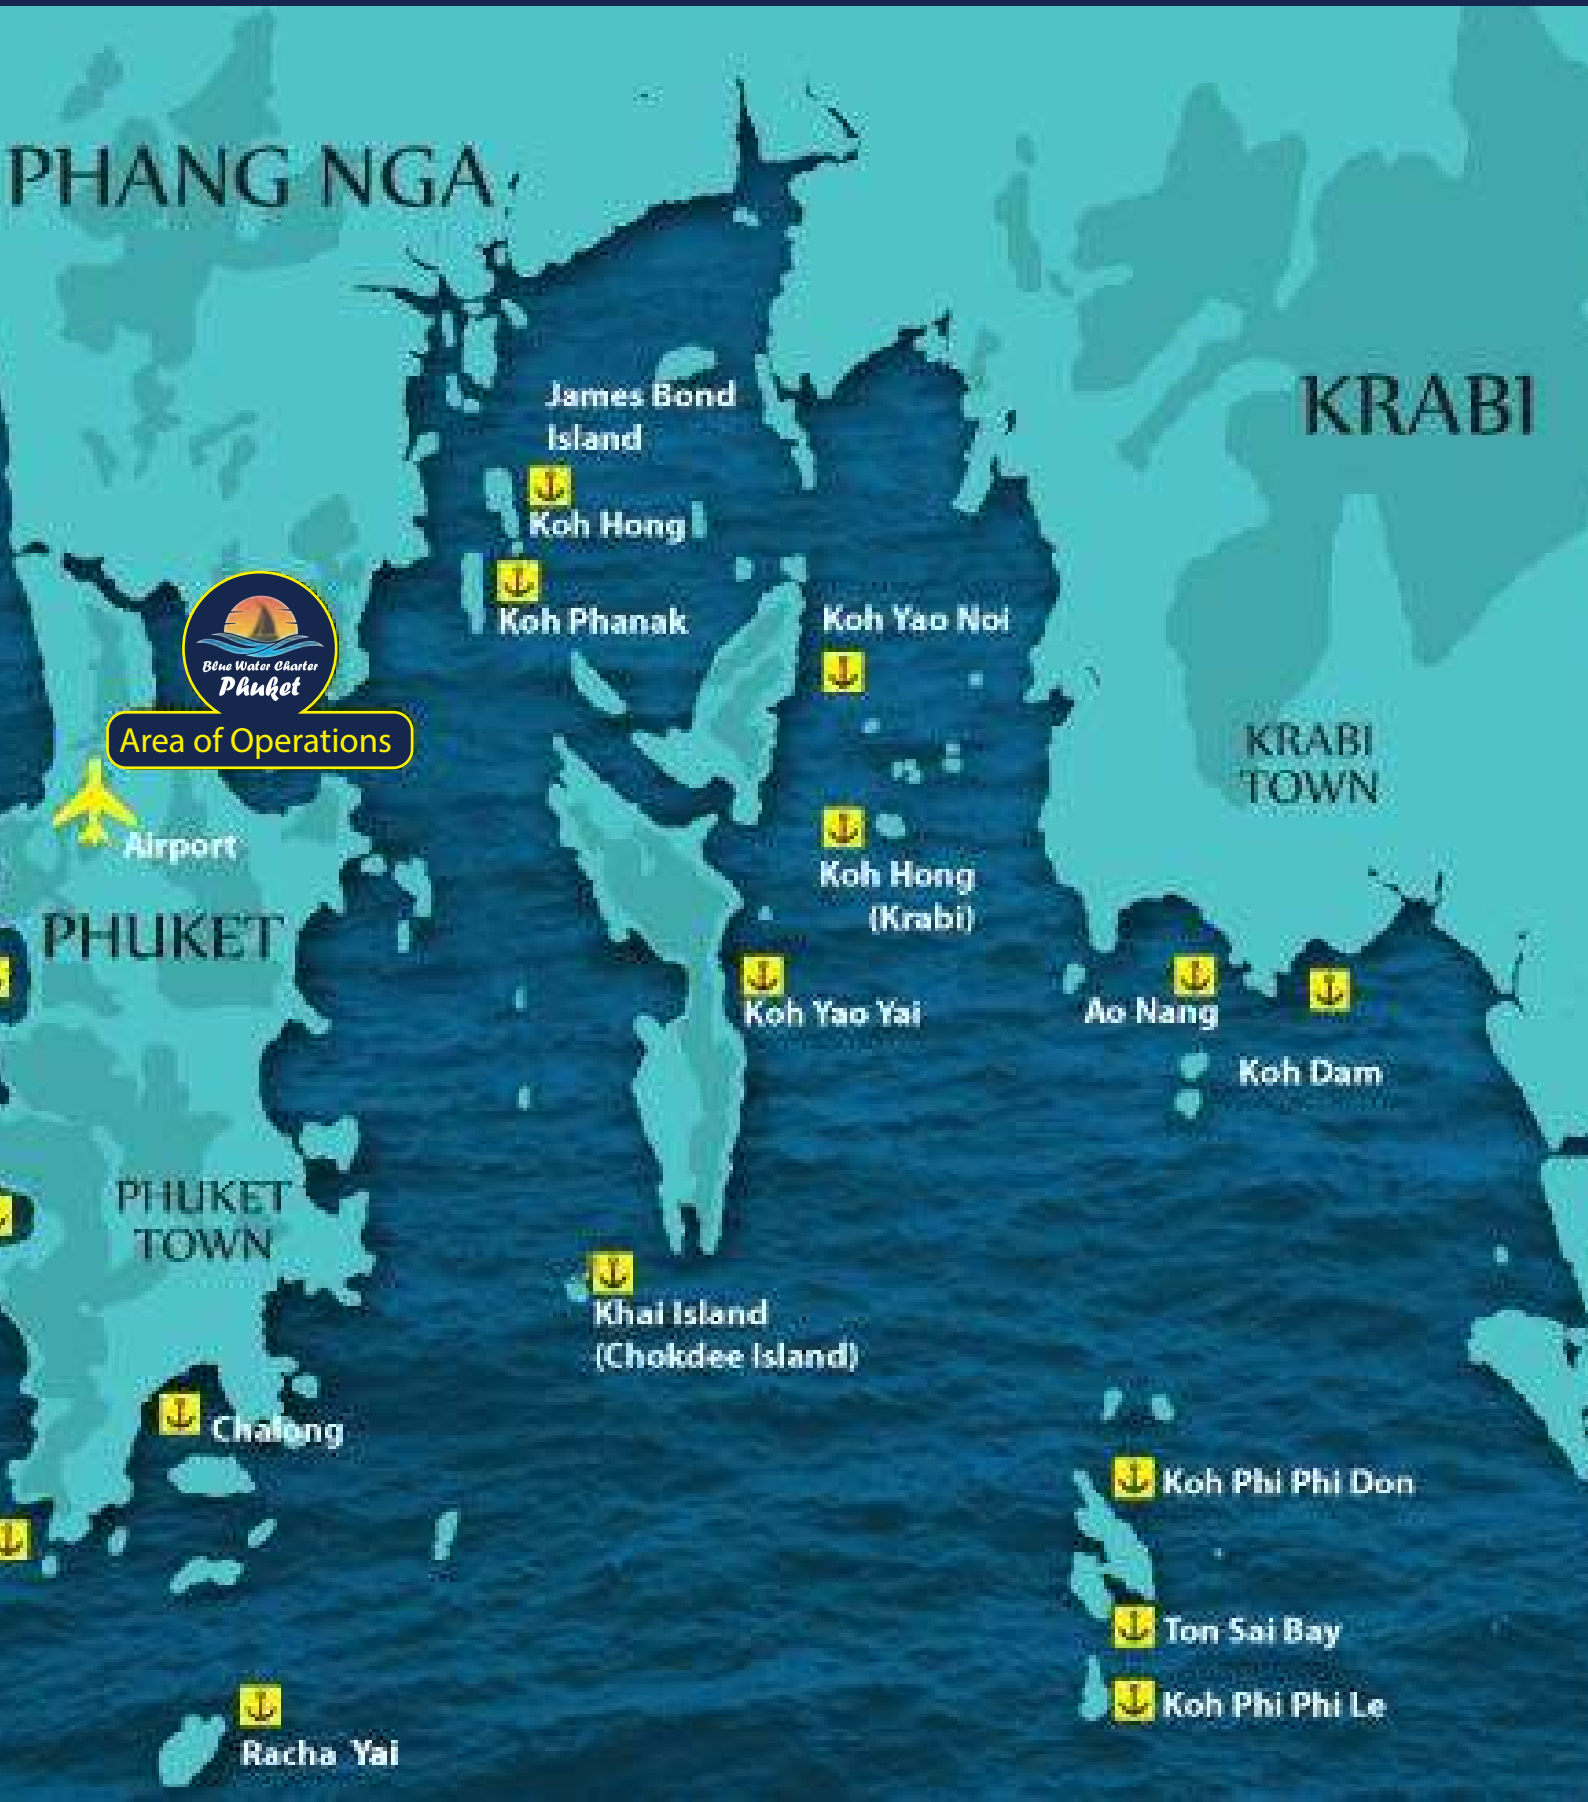 PHANG NGA
KRABI
James Bond
Island
Koh Hong
Koh Phanak
Koh Yao Noi
Blue Water Charter
Phuket
Area of Operations
KRABI
TOWN
Airport
Koh Hong
(Krabi)
PHUKET
Koh Yao Yai
Ao Nang
Koh Dam
PHUKET
TOWN
Khai Island
(Chokdee Island)
Chalong
Koh Phi Phi Don
Ton Sai Bay
Koh Phi Phi Le
Racha Yai